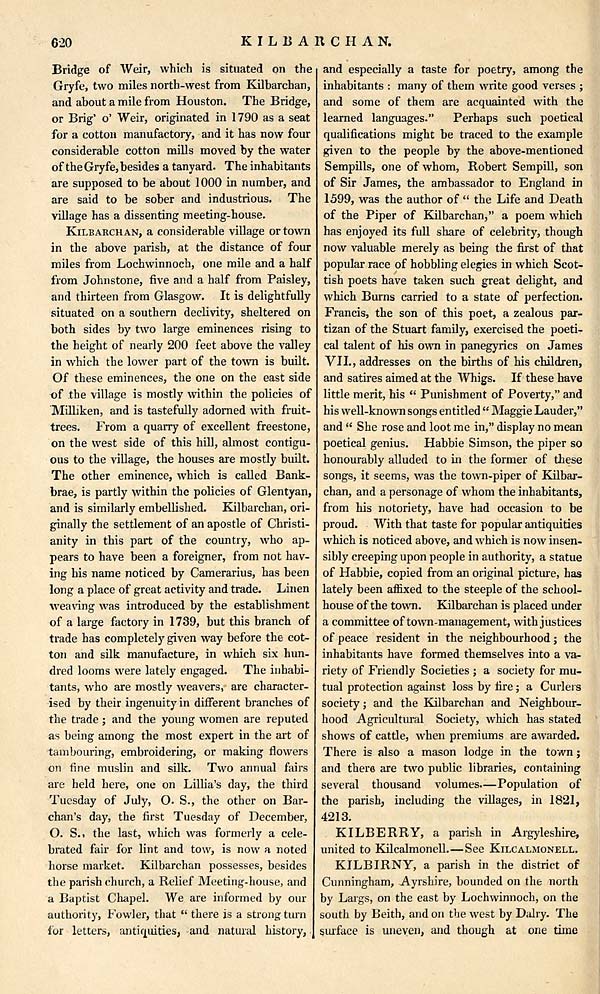 620
KILBARCHAN.
Bridge of Weir, which is situated on the
Gryfe, two miles north-west from Kilbarchan,
and about a mile from Houston. The Bridge,
or Brig' o' Weir, originated in 1790 as a seat
for a cotton manufactory, and it has now four
considerable cotton mills moved by the water
of the Gryfe, besides a tanyard. The inhabitants
are supposed to be about 1000 in number, and
are said to be sober and industrious. The
village has a dissenting meeting-house.
KILBARCHAN, a considerable village or town
in the above parish, at the distance of four
miles from Lochwinnoch, one mile and a half
from Johnstone, five and a half from Paisley,
and thirteen from Glasgow. It is delightfully
situated on a southern declivity, sheltered on
both sides by two large eminences rising to
the height of nearly 200 feet above the valley
in which the lower part of the town is built.
Of these eminences, the one on the east side
of the village is mostly within the policies of
Milliken, and is tastefully adorned with fruit-
trees. From a quarry of excellent freestone,
on the west side of this hill, almost contigu-
ous to the village, the houses are mostly built.
The other eminence, which is called Bank-
brae, is partly within the policies of Glentyan,
and is similarly embellished. Kilbarchan, ori-
ginally the settlement of an apostle of Christi-
anity in this part of the country, who ap-
pears to have been a foreigner, from not hav-
ing his name noticed by Camerarius, has been
long a place of great activity and trade. Linen
weaving was introduced by the establishment
of a large factory in 1739, but this branch of
trade has completely given way before the cot-
ton and silk manufacture, in which six hun-
dred looms were lately engaged. The inhabi-
tants, who are mostly weavers, are character-
ised by their ingenuity in different branches of
the trade; and the young women are reputed
as being among the most expert in the art of
tambouring, embroidering, or making flowers
on fine muslin and silk. Two annual fairs
are held here, one on Lillia's day, the third
Tuesday of July, O. S., the other on Bar-
chan's day, the first Tuesday of December,
O. S., the last, which was formerly a cele-
brated fair for lint and tow, is now a noted
horse market. Kilbarchan possesses, besides
the parish church, a Relief Meeting-house, and
a Baptist Chapel. We are informed by our
authority, Fowler, that "there is a strong turn
for letters, antiquities, and natural history,
and especially a taste for poetry, among the
inhabitants: many of them write good verses;
and some of them are acquainted with the
learned languages." Perhaps such poetical
qualifications might be traced to the example
given to the people by the above-mentioned
Sempills, one of whom, Robert Sempill, son
of Sir James, the ambassador to England in
1599, was the author of "the Life and Death
of the Piper of Kilbarchan," a poem which
has enjoyed its full share of celebrity, though
now valuable merely as being the first of that
popular race of hobbling elegies in which Scot-
tish poets have taken such great delight, and
which Burns carried to a state of perfection.
Francis, the son of this poet, a zealous par-
tizan of the Stuart family, exercised the poeti-
cal talent of his own in panegyrics on James
VII., addresses on the births of his children,
and satires aimed at the Whigs. If these have
little merit, his "Punishment of Poverty," and
his well-known songs entitled "Maggie Lauder,"
and "She rose and loot me in," display no mean
poetical genius. Habbie Simson, the piper so
honourably alluded to in the former of these
songs, it seems, was the town-piper of Kilbar-
chan, and a personage of whom the inhabitants,
from his notoriety, have had occasion to be
proud. With that taste for popular antiquities
which is noticed above, and which is now insen-
sibly creeping upon people in authority, a statue
of Habbie, copied from an original picture, has
lately been affixed to the steeple of the school-
house of the town. Kilbarchan is placed under
a committee of town-management, with justices
of peace resident in the neighbourhood; the
inhabitants have formed themselves into a va-
riety of Friendly Societies; a society for mu-
tual protection against loss by fire; a Curlers
society; and the Kilbarchan and Neighbour-
hood Agricultural Society, which has stated
shows of cattle, when premiums are awarded.
There is also a mason lodge in the town;
and there are two public libraries, containing
several thousand volumes.—Population of
the parish, including the villages, in 1821,
4213.
KILBERRY, a parish in Argyleshire,
united to Kilcalmonell.—See KILCALMONELL.
KILBIRNY, a parish in the district of
Cunningham, Ayrshire, bounded on the north
by Largs, on the east by Lochwinnoch, on the
south by Beith, and on the west by Dalry. The
surface is uneven, and though at one time